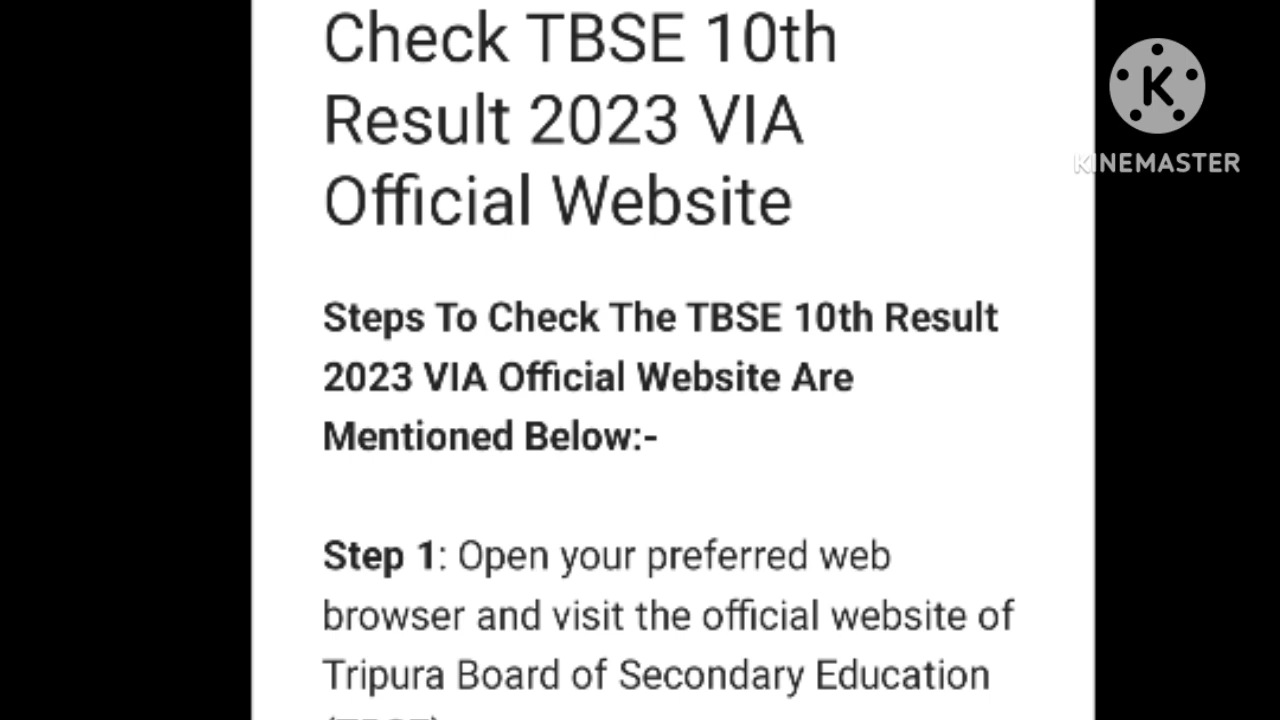 Check TBSE 10th
Result 2023 VIA
Official Website
KINEMASTER
Steps To Check The TBSE 10th Result
2023 VIA Official Website Are
Mentioned Below:-
Step 1: Open your preferred web
browser and visit the official website of
Tripura Board of Secondary Education